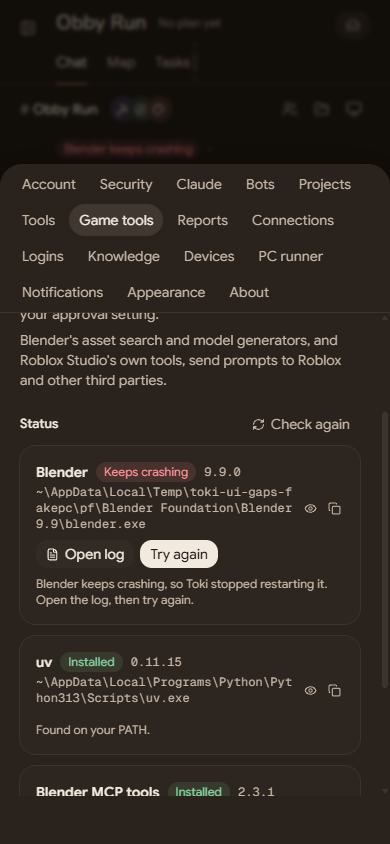 Obby Run No plan yet
Chat Map Tasks
# Obby Run
Blender keeps crashing
Account Security Claude Bots Projects
Tools Game tools Reports Connections
Logins Knowledge Devices PC runner
Notifications Appearance About
your approval setting.
Blender's asset search and model generators, and
Roblox Studio's own tools, send prompts to Roblox
and other third parties.
Status Check again
Blender Keeps crashing 9.9.0
~\AppData\Local\Temp\toki-ui-gaps-f
akepc\pf\Blender Foundation\Blender
9.9\blender.exe
Open log Try again
Blender keeps crashing, so Toki stopped restarting it.
Open the log, then try again.
uv Installed 0.11.15
~\AppData\Local\Programs\Python\Pyt
hon313\Scripts\uv.exe
Found on your PATH.
Blender MCP tools Installed 2.3.1